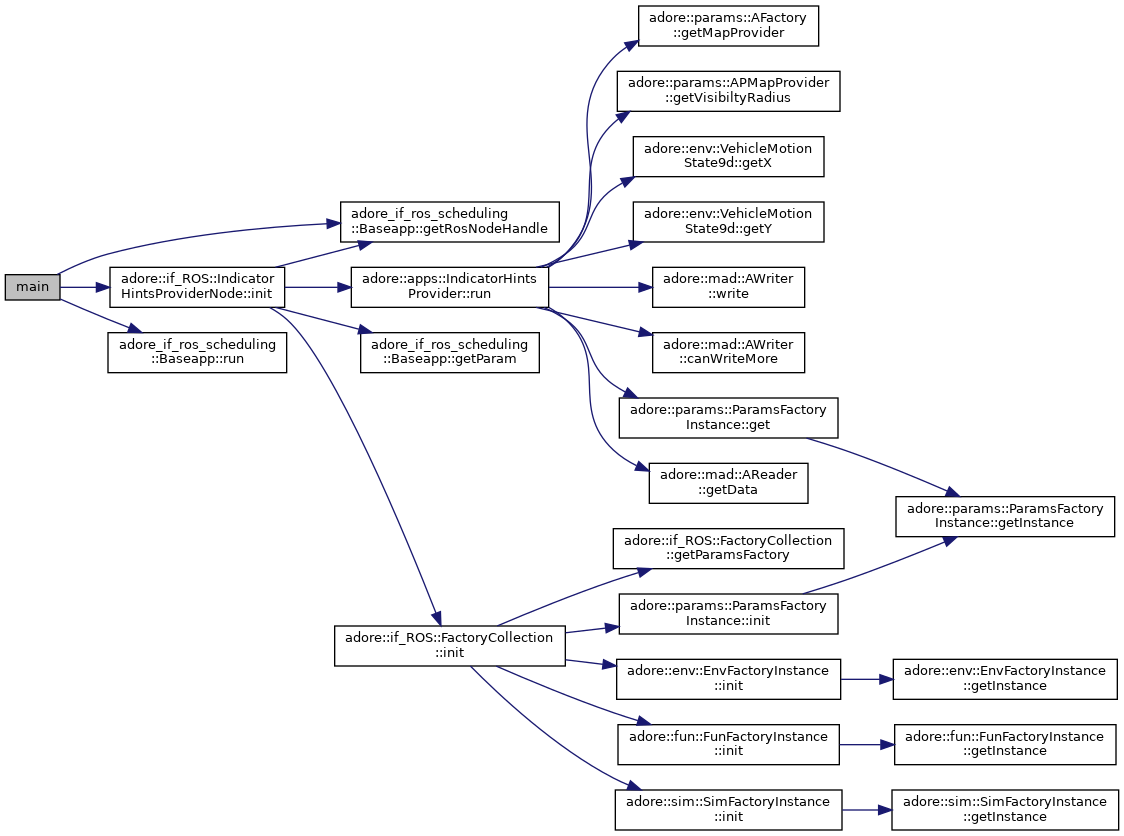 main
adore::if_ROS::Indicator
HintsProviderNode::init
adore_if_ros_scheduling
::Baseapp::run
adore_if_ros_scheduling
::Baseapp::getRosNodeHandle
adore::apps::IndicatorHints
Provider::run
adore_if_ros_scheduling
::Baseapp::getParam
adore::if_ROS::FactoryCollection
::init
adore::params::AFactory
::getMapProvider
adore::params::APMapProvider
::getVisibiltyRadius
adore::env::VehicleMotion
State9d::getX
adore::env::VehicleMotion
State9d::getY
adore::mad::AWriter
::write
adore::mad::AWriter
::canWriteMore
adore::params::ParamsFactory
Instance::get
adore::mad::AReader
::getData
adore::if_ROS::FactoryCollection
::getParamsFactory
adore::params::ParamsFactory
Instance::init
adore::env::EnvFactoryInstance
::init
adore::fun::FunFactoryInstance
::init
adore::sim::SimFactoryInstance
::init
adore::params::ParamsFactory
Instance::getInstance
adore::env::EnvFactoryInstance
::getInstance
adore::fun::FunFactoryInstance
::getInstance
adore::sim::SimFactoryInstance
::getInstance